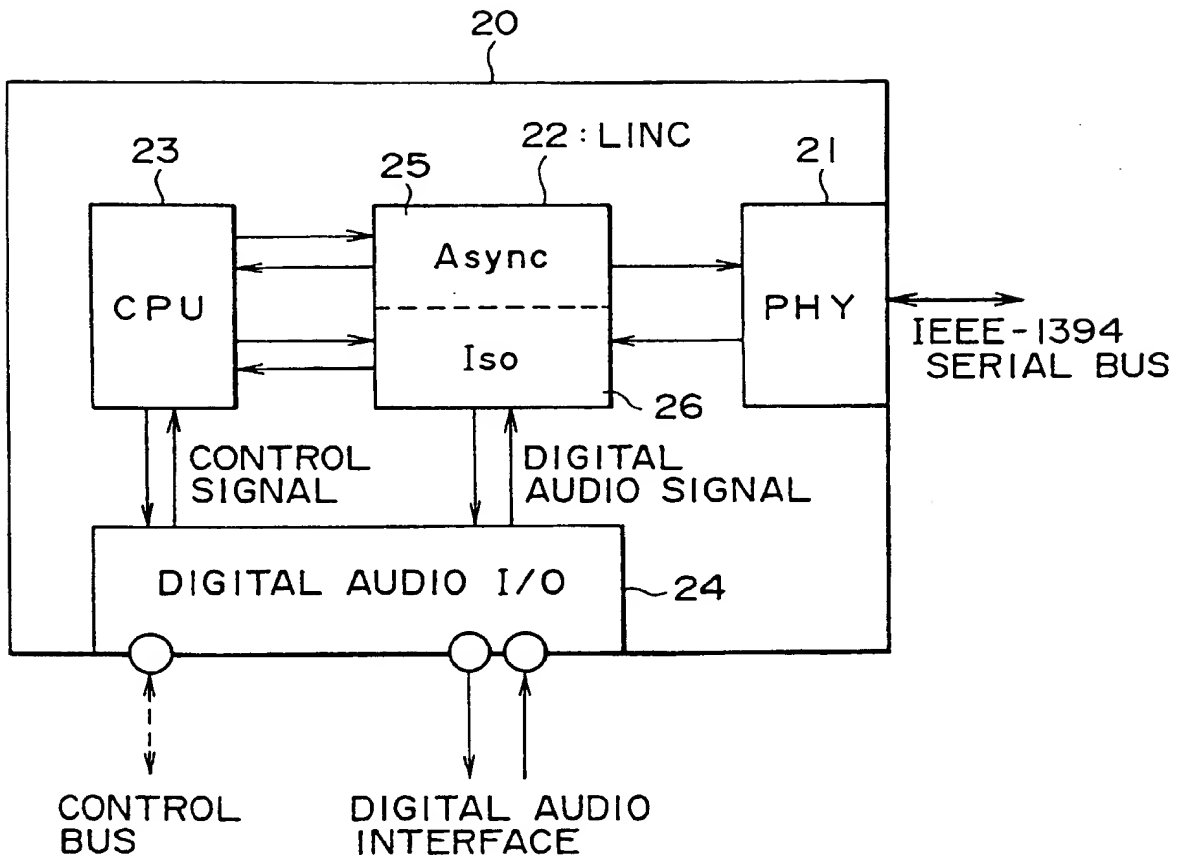 20
23
25
22 : LINC
21
Async
CPU
PHY
Iso
IEEE-1394
SERIAL BUS
26
CONTROL
SIGNAL
DIGITAL
AUDIO SIGNAL
DIGITAL AUDIO I/O
24
CONTROL
BUS
DIGITAL AUDIO
INTERFACE